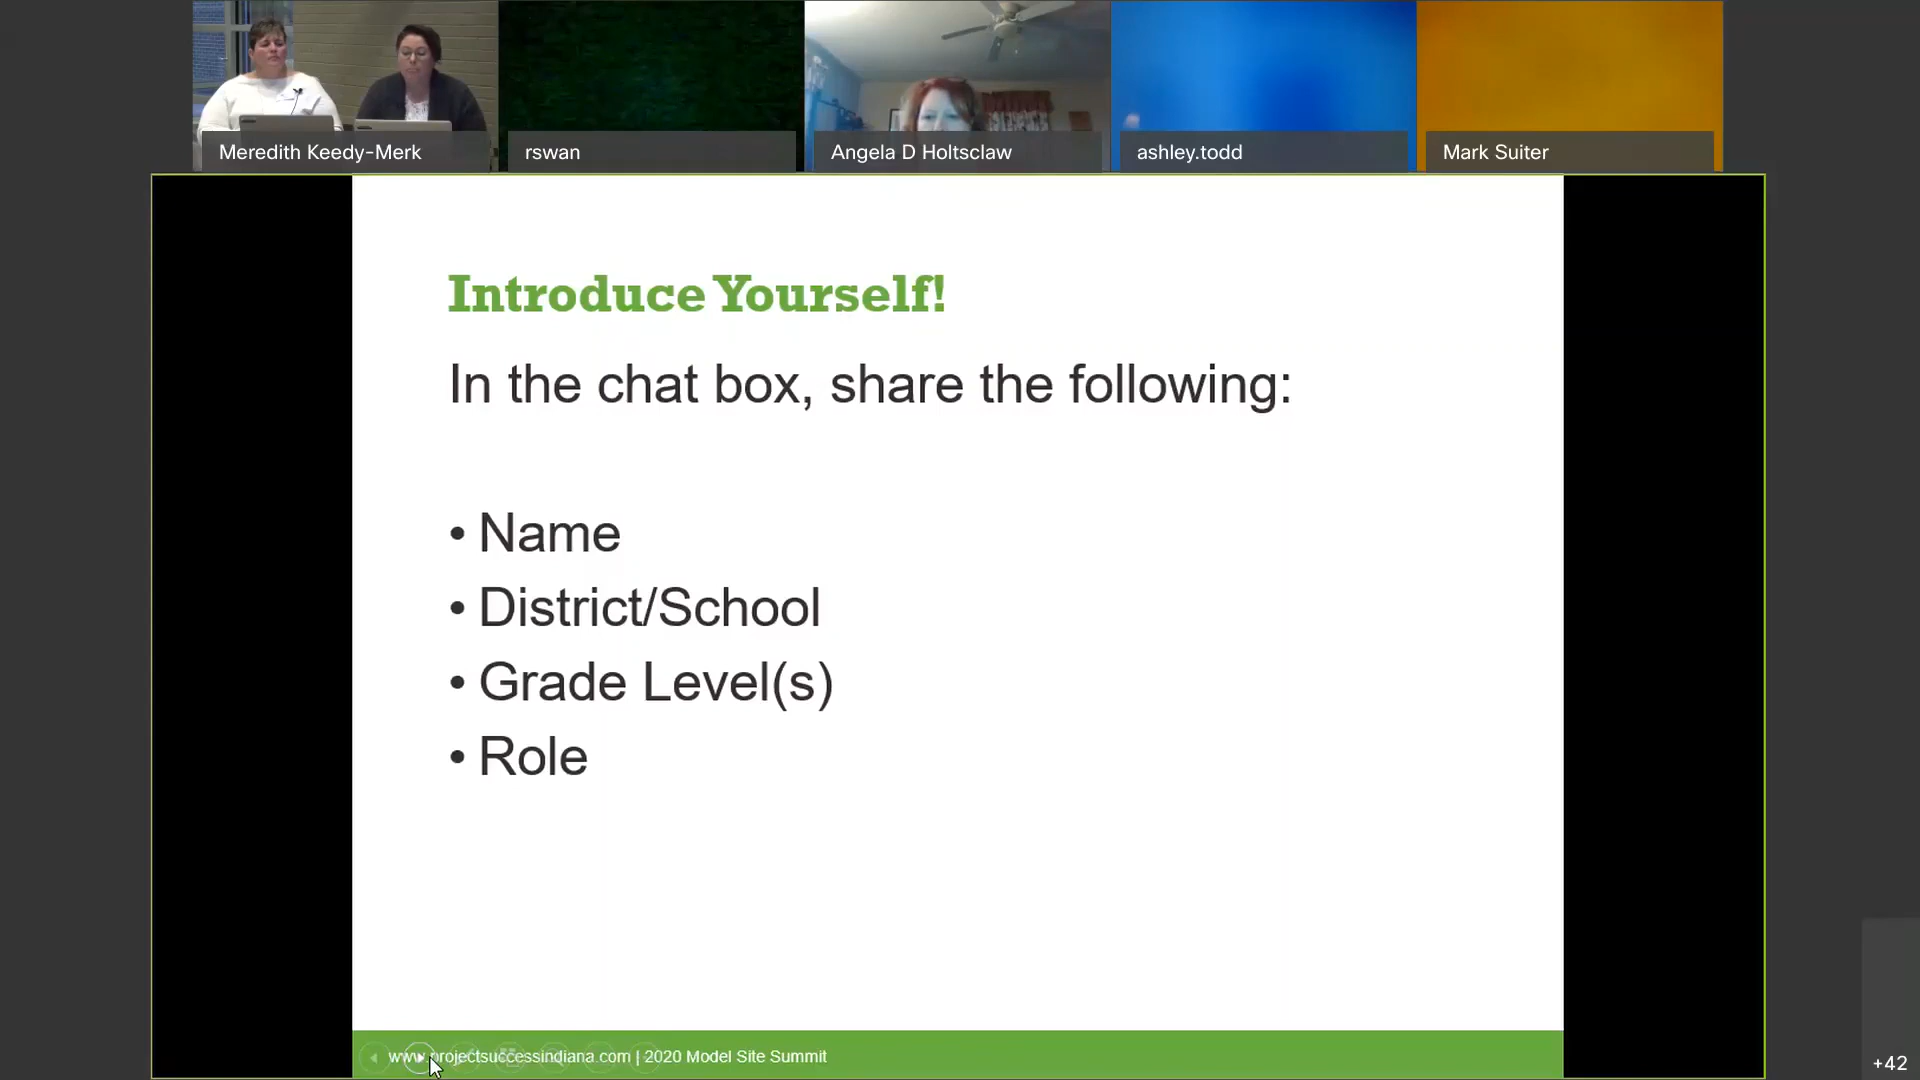 Meredith Keedy-Merk
rswan
Angela D Holtsclaw
ashley.todd
Mark Suiter
Introduce Yourself!
In the chat box, share the following:
• Name
• District/School
• Grade Level(s)
• Role
www.projectsuccessindiana.com | 2020 Model Site Summit
+42